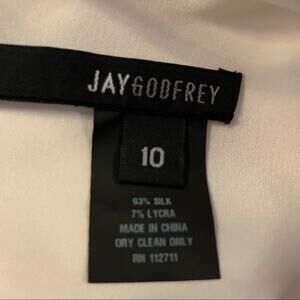 JAYGODFREY
10
93% SILK
7% LYCRA
MADE IN CHINA
DRY CLEAN ONLY
RN 112711